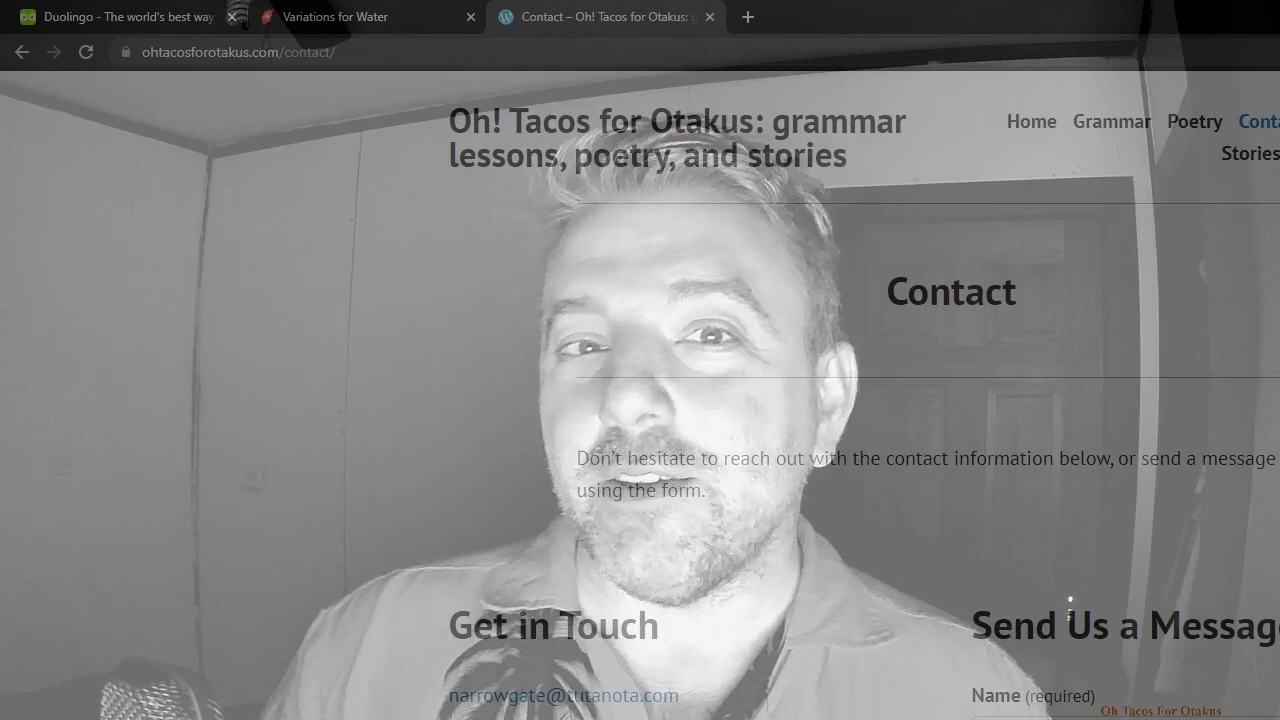 Duolingo - The world's best way
Variations for Water
Contact – Oh! Tacos for Otakus: g
ohtacosforotakus.com/contact/
Oh! Tacos for Otakus: grammar
lessons, poetry, and stories
Home Grammar Poetry Conta
Stories
Contact
Don't hesitate to reach out with the contact information below, or send a message
using the form.
Get in Touch
Send Us a Messag
narrowgate@tutanota.com
Name (required)
Oh Tacos For Otakus